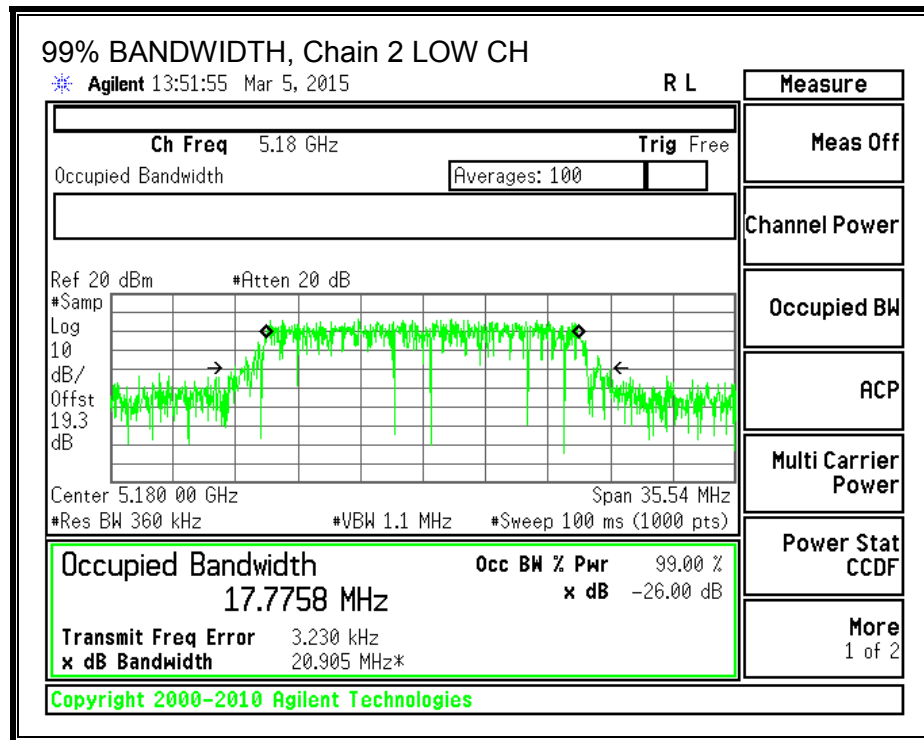 99% BANDWIDTH, Chain 2 LOW CH
Agilent 13:51:55 Mar 5, 2015 R L
Ch Freq 5.18 GHz Trig Free
Occupied Bandwidth Averages: 100
Ref 20 dBm #Atten 20 dB
#Samp
Log
10
dB/
Offst
19.3
dB
Center 5.180 00 GHz Span 35.54 MHz
#Res BW 360 kHz #VBW 1.1 MHz #Sweep 100 ms (1000 pts)
Occupied Bandwidth Occ BW % Pwr 99.00 %
17.7758 MHz x dB -26.00 dB
Transmit Freq Error 3.230 kHz
x dB Bandwidth 20.905 MHz*
Copyright 2000-2010 Agilent Technologies
Measure
Meas Off
Channel Power
Occupied BW
ACP
Multi Carrier
Power
Power Stat
CCDF
More
1 of 2